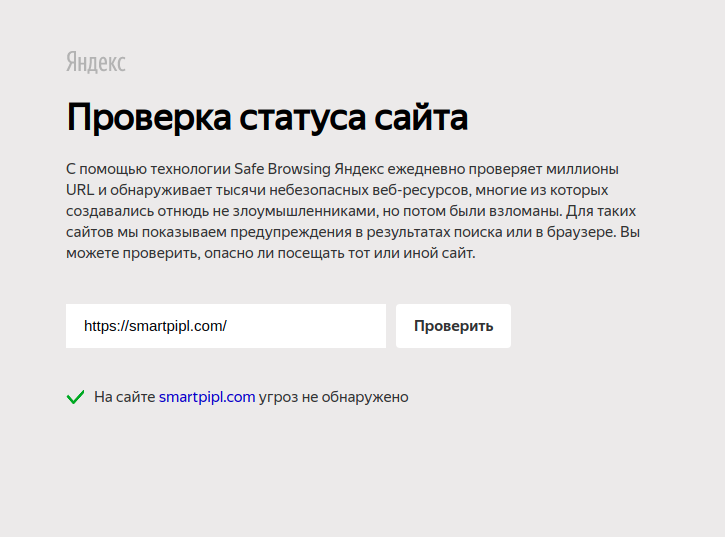 Яндекс
Проверка статуса сайта
С помощью технологии Safe Browsing Яндекс ежедневно проверяет миллионы
URL и обнаруживает тысячи небезопасных веб-ресурсов, многие из которых
создавались отнюдь не злоумышленниками, но потом были взломаны. Для таких
сайтов мы показываем предупреждения в результатах поиска или в браузере. Вы
можете проверить, опасно ли посещать тот или иной сайт.
https://smartpipl.com/ Проверить
На сайте smartpipl.com угроз не обнаружено